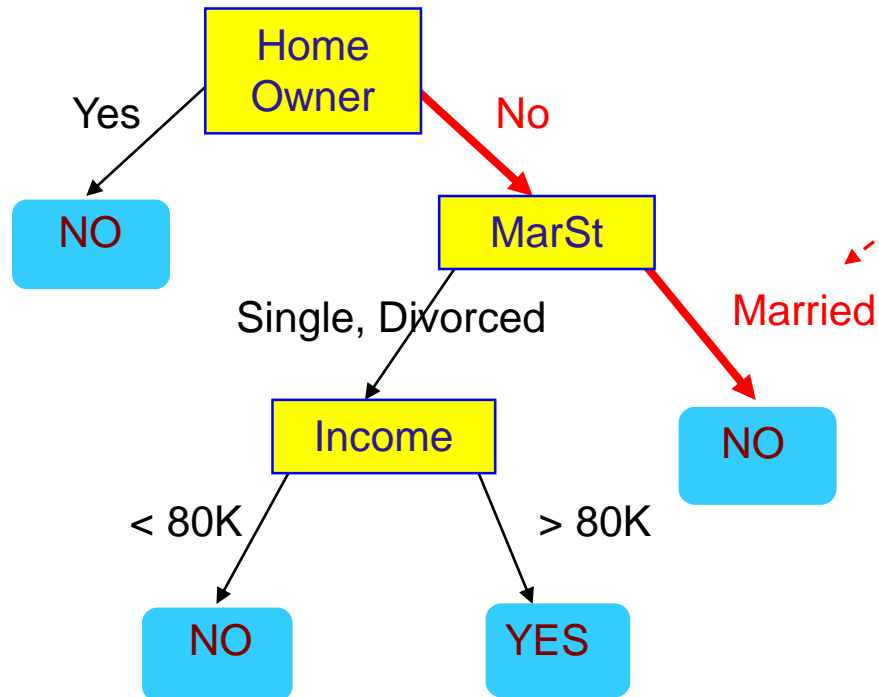 Home
Owner
Yes
No
NO
MarSt
Single, Divorced
Married
Income
NO
< 80K
> 80K
NO
YES